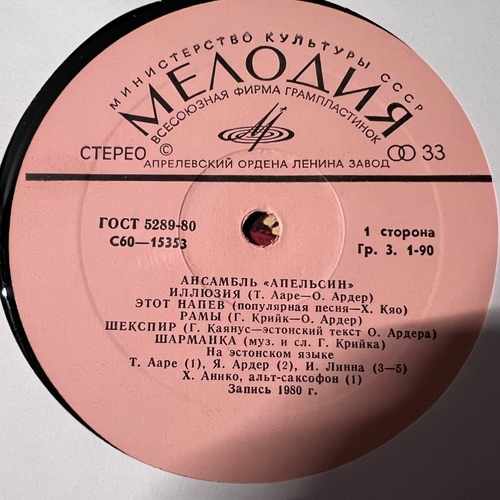 МИНИСТЕРСТВО КУЛЬТУРЫ СССР
МЕЛОДИЯ
ВСЕСОЮЗНАЯ ФИРМА ГРАМПЛАСТИНОК
СТЕРЕО 33
АПРЕЛЕВСКИЙ ОРДЕНА ЛЕНИНА ЗАВОД
ГОСТ 5289-80
С60—15353
1 сторона
Гр. 3. 1-90
АНСАМБЛЬ «АПЕЛЬСИН»
ИЛЛЮЗИЯ (Т. Ааре—О. Ардер)
ЭТОТ НАПЕВ (популярная песня—Х. Кяо)
РАМЫ (Г. Крийк—О. Ардер)
ШЕКСПИР (Г. Каянус—эстонский текст О. Ардера)
ШАРМАНКА (муз. и сл. Г. Крийка)
На эстонском языке
Т. Ааре (1), Я. Ардер (2), И. Линна (3—5)
Х. Анико, альт-саксофон (1)
Запись 1980 г.